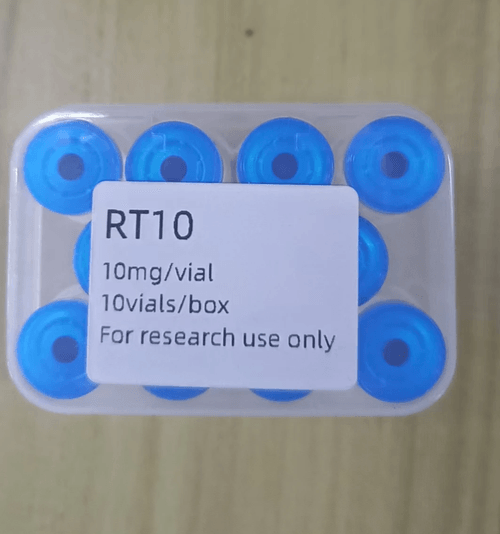 RT10
10mg/vial
10vials/box
For research use only